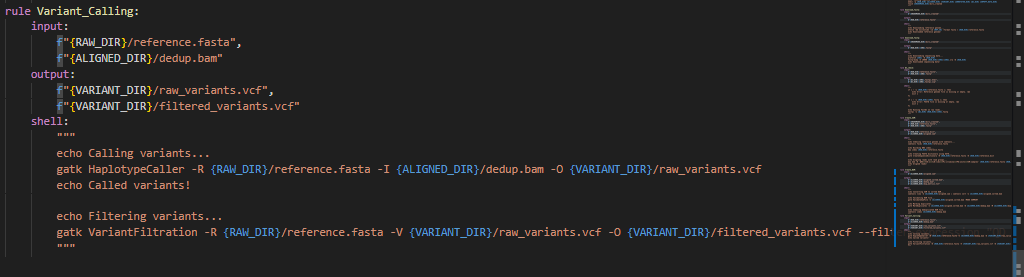 rule Variant_Calling:
    input:
        f"{RAW_DIR}/reference.fasta",
        f"{ALIGNED_DIR}/dedup.bam"
    output:
        f"{VARIANT_DIR}/raw_variants.vcf",
        f"{VARIANT_DIR}/filtered_variants.vcf"
    shell:
        """
        echo Calling variants...
        gatk HaplotypeCaller -R {RAW_DIR}/reference.fasta -I {ALIGNED_DIR}/dedup.bam -O {VARIANT_DIR}/raw_variants.vcf
        echo Called variants!
        echo Filtering variants...
        gatk VariantFiltration -R {RAW_DIR}/reference.fasta -V {VARIANT_DIR}/raw_variants.vcf -O {VARIANT_DIR}/filtered_variants.vcf --filt
        """